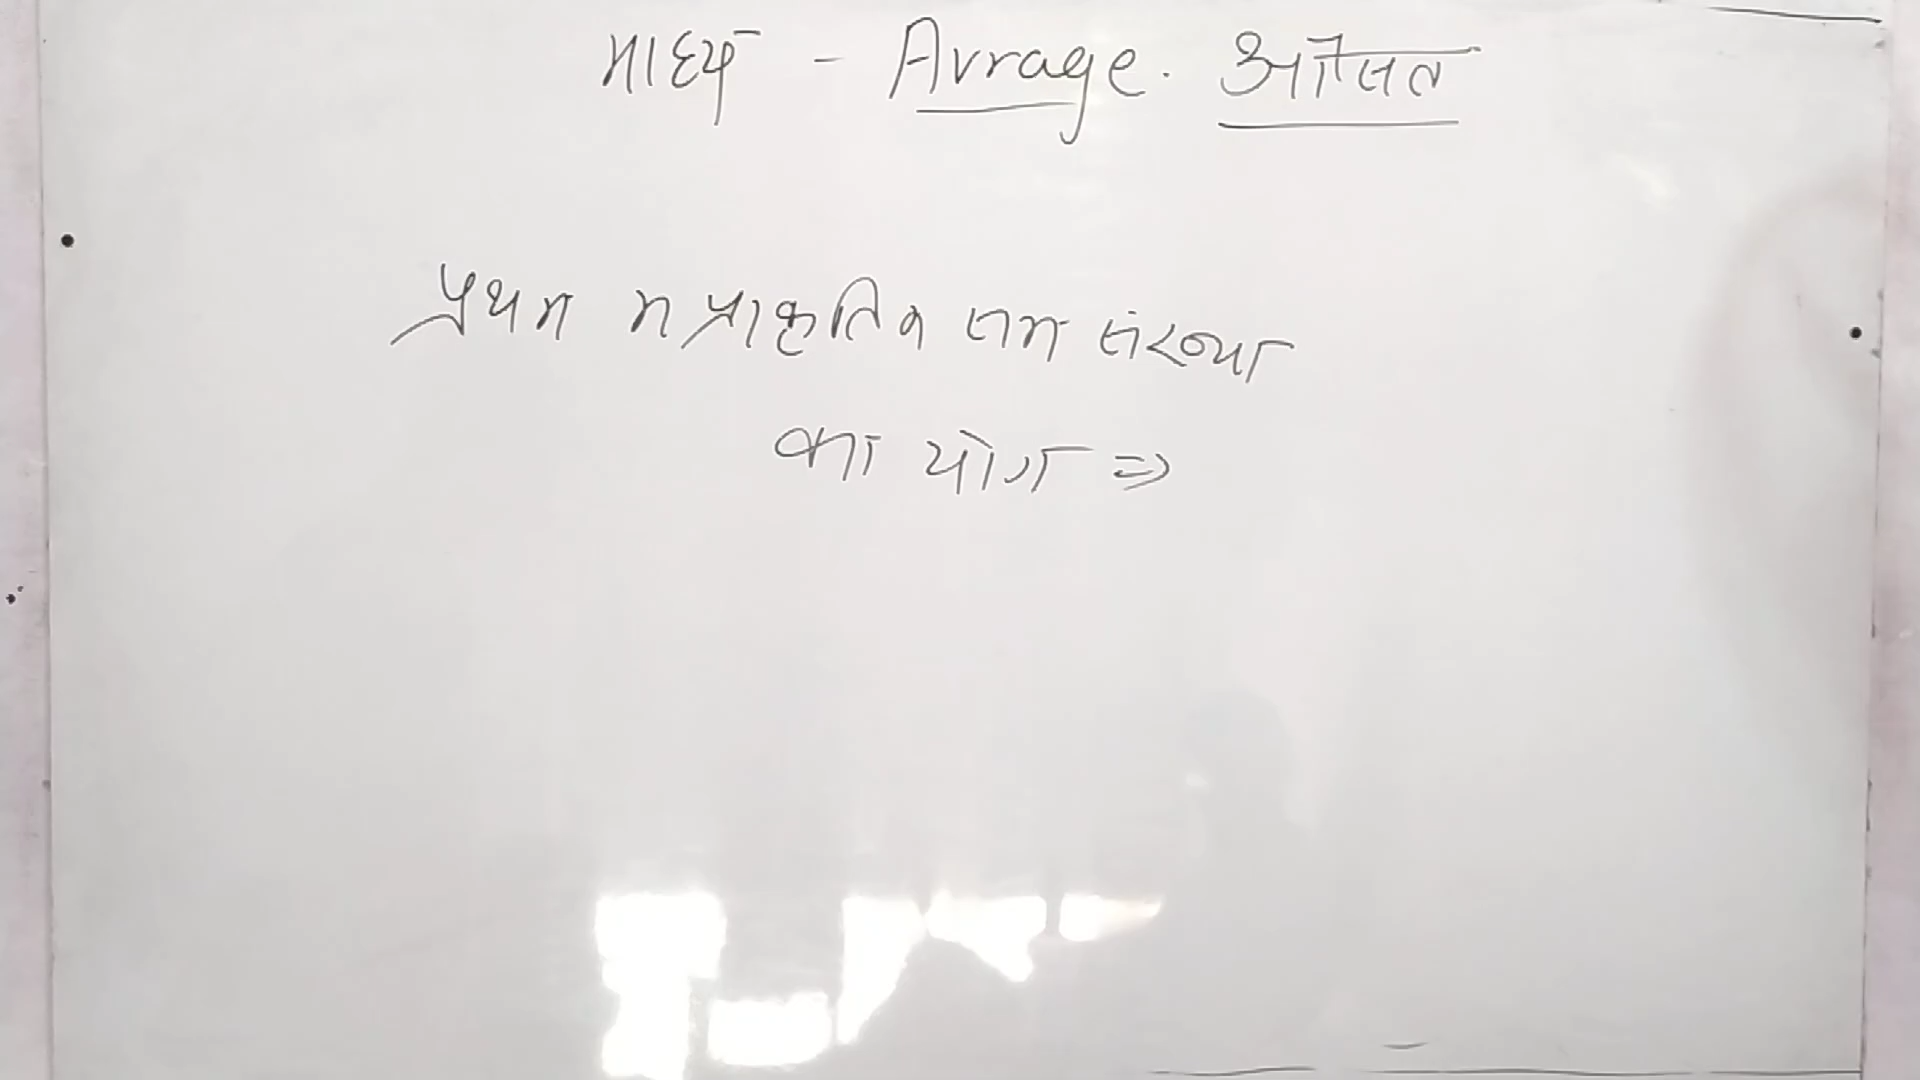 माध्य - Avrage. औसत
प्रथम n प्राकृतिक सम संख्या
का योग ⇒